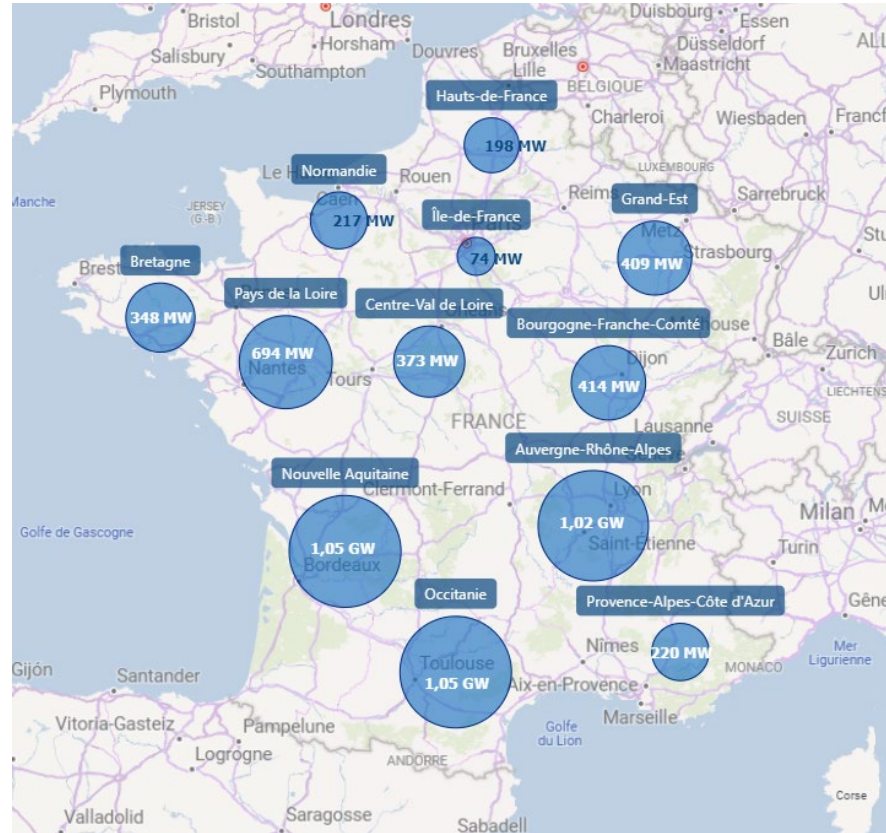 Bristol
Londres
Duisbourg
Essen
Salisbury
Horsham
Douvres
Bruxelles
Düsseldorf
ALL
Southampton
Lille
Maastricht
Plymouth
BELGIQUE
Hauts-de-France
Charleroi
Wiesbaden
Francf
198 MW
Normandie
LUXEMBOURG
Le H
Rouen
Caen
Reims
Grand-Est
Sarrebruck
Manche
JERSEY
(G.-B.)
Île-de-France
217 MW
Metz
Strasbourg
Stu
Brest
Bretagne
74 MW
409 MW
Ulm
Pays de la Loire
Centre-Val de Loire
348 MW
Bourgogne-Franche-Comté
Bâle
694 MW
373 MW
Dijon
Zurich
Nantes
Tours
414 MW
LIECHTENS
SUISSE
FRANCE
Lausanne
Auvergne-Rhône-Alpes
Nouvelle Aquitaine
Clermont-Ferrand
Lyon
Milan
Golfe de Gascogne
1,05 GW
1,02 GW
Saint-Étienne
Bordeaux
Turin
Occitanie
Provence-Alpes-Côte d'Azur
Gêne
Gijón
Santander
Toulouse
1,05 GW
Nîmes
220 MW
MONACO
Mer
Ligurienne
Aix-en-Provence
Marseille
Vitoria-Gasteiz
Pampelune
Golfe
du Lion
Logrogne
ANDORRE
Corse
Valladolid
Saragosse
Sabadell